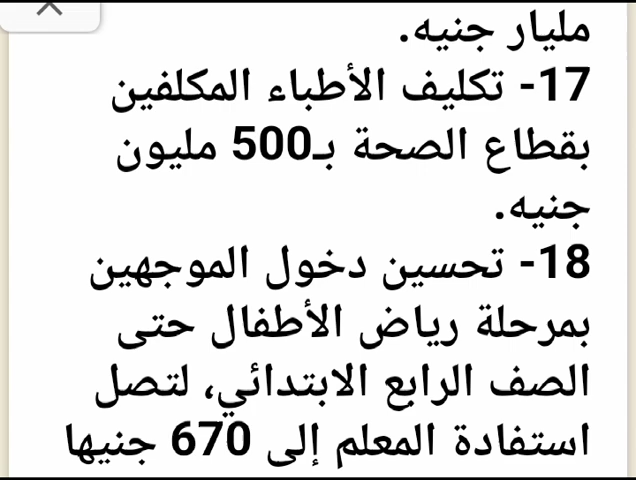 مليار جنيه.
17- تكليف الأطباء المكلفين
بقطاع الصحة بـ500 مليون
جنيه.
18- تحسين دخول الموجهين
بمرحلة رياض الأطفال حتى
الصف الرابع الابتدائي، لتصل
استفادة المعلم إلى 670 جنيها